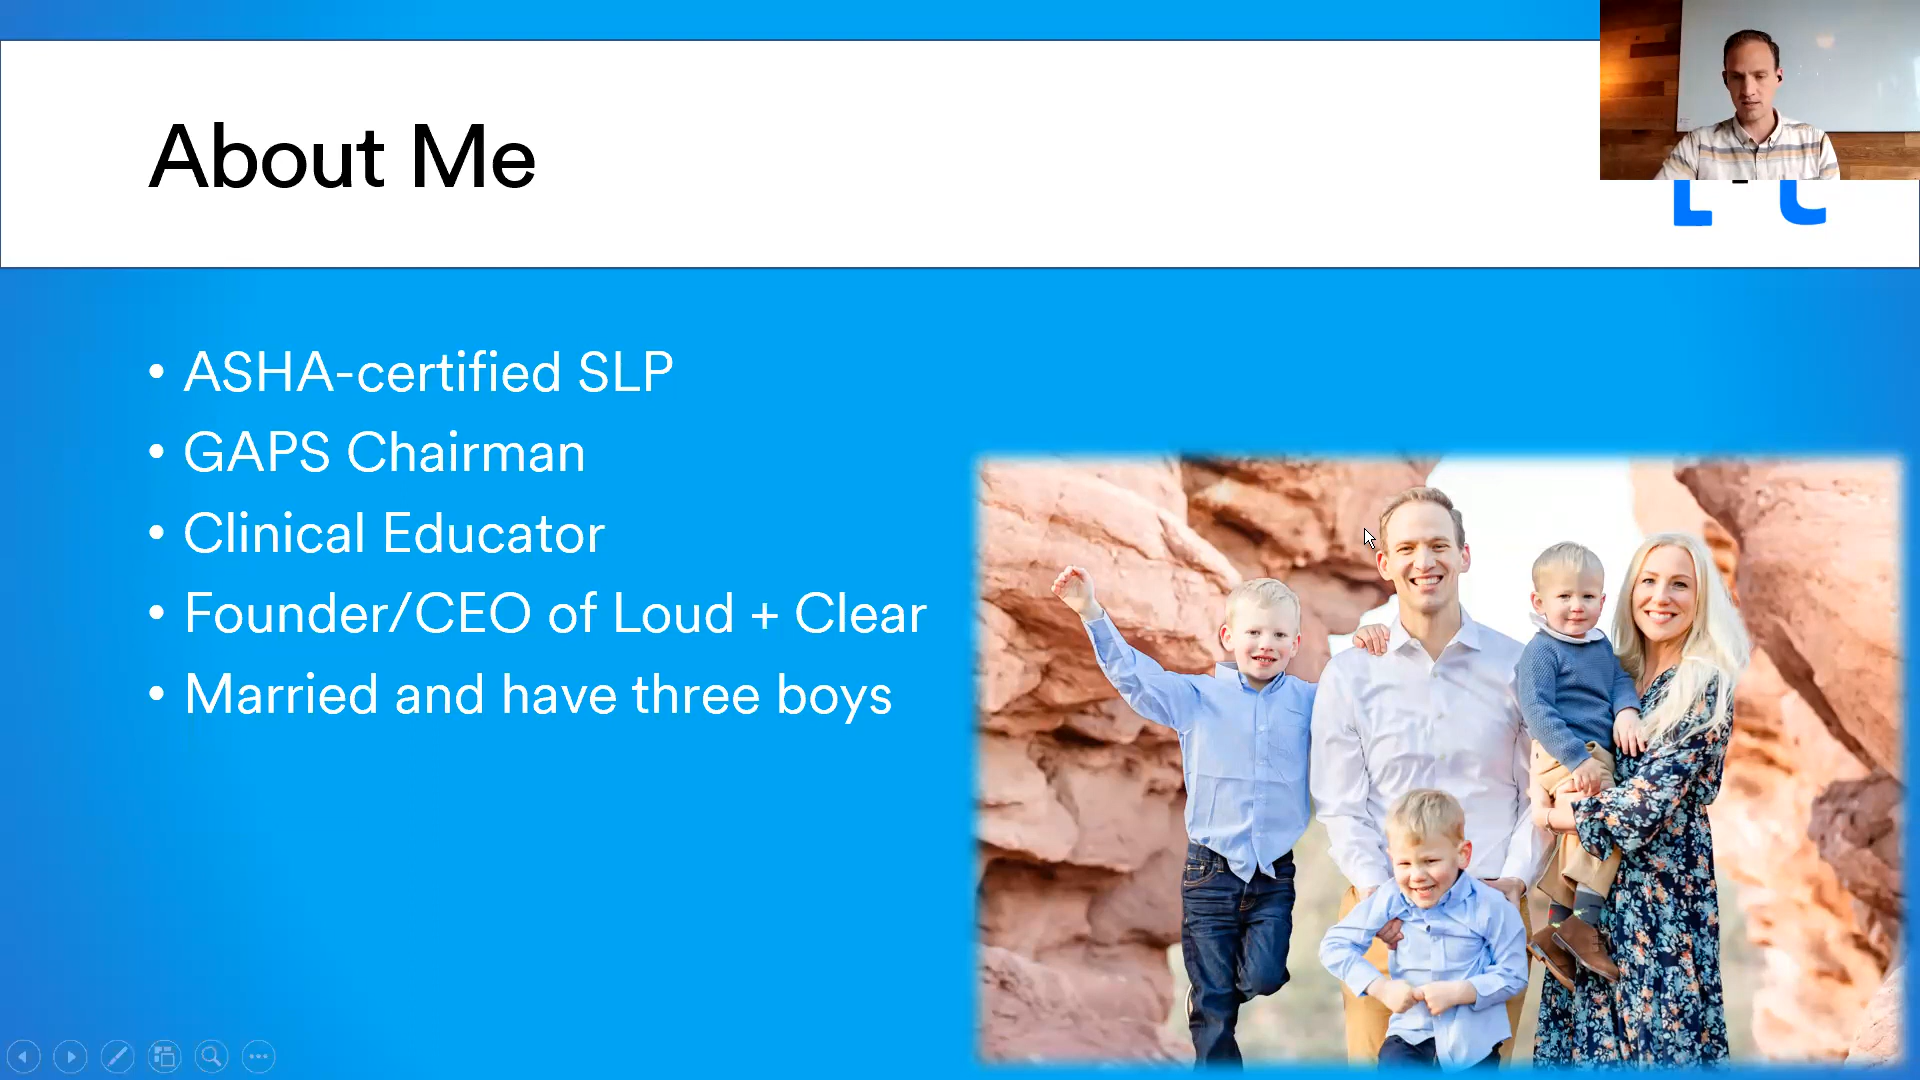 About Me
• ASHA-certified SLP
• GAPS Chairman
• Clinical Educator
• Founder/CEO of Loud + Clear
• Married and have three boys